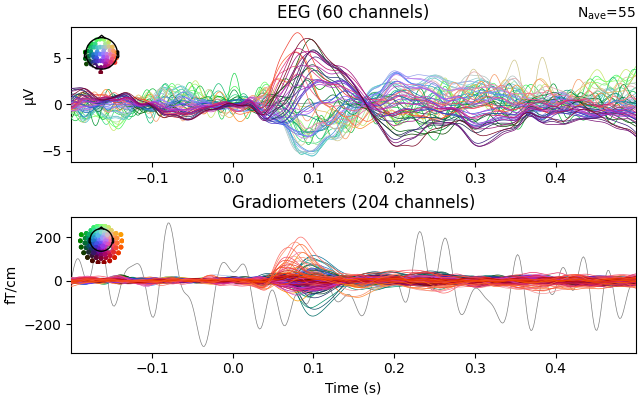 EEG (60 channels)
Nave=55
μV
5
0
−5
−0.1 0.0 0.1 0.2 0.3 0.4
Gradiometers (204 channels)
fT/cm
200
0
−200
−0.1 0.0 0.1 0.2 0.3 0.4
Time (s)